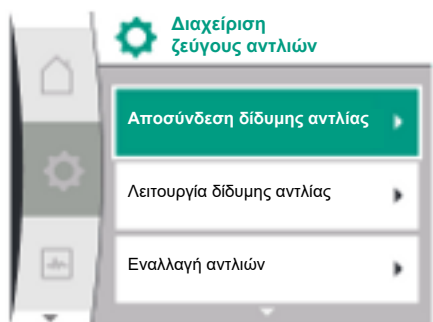 Διαχείριση
ζεύγους αντλιών
Αποσύνδεση δίδυμης αντλίας
Λειτουργία δίδυμης αντλίας
Εναλλαγή αντλιών